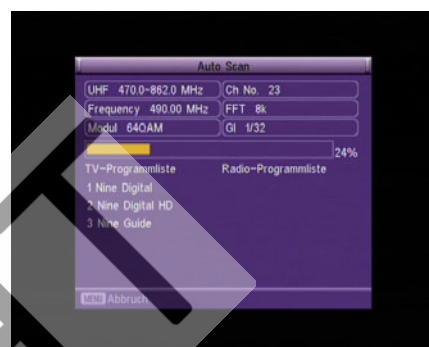 Auto Scan
UHF 470.0~862.0 MHz Ch No. 23
Frequency 490.00 MHz FFT 8k
Modul 64QAM GI 1/32
24%
TV-Programmliste Radio-Programmliste
1 Nine Digital
2 Nine Digital HD
3 Nine Guide
MENU Abbruch